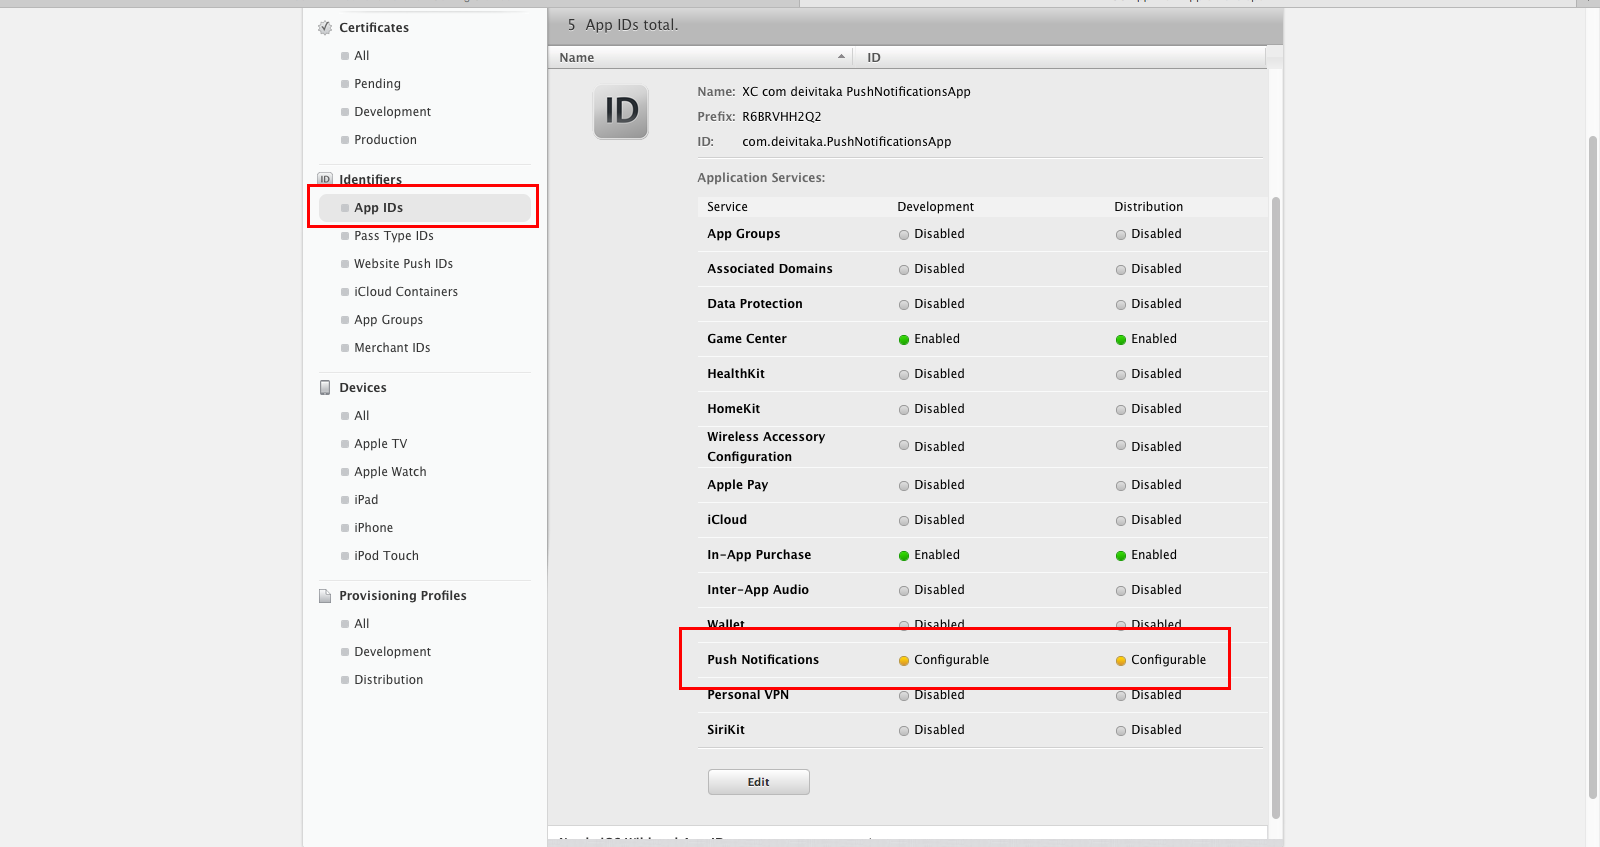 Certificates
All
Pending
Development
Production
ID Identifiers
App IDs
Pass Type IDs
Website Push IDs
iCloud Containers
App Groups
Merchant IDs
Devices
All
Apple TV
Apple Watch
iPad
iPhone
iPod Touch
Provisioning Profiles
All
Development
Distribution
5 App IDs total.
Name ID
ID
Name: XC com deivitaka PushNotificationsApp
Prefix: R6BRVHH2Q2
ID: com.deivitaka.PushNotificationsApp
Application Services:
Service Development Distribution
App Groups Disabled Disabled
Associated Domains Disabled Disabled
Data Protection Disabled Disabled
Game Center Enabled Enabled
HealthKit Disabled Disabled
HomeKit Disabled Disabled
Wireless Accessory
Configuration Disabled Disabled
Apple Pay Disabled Disabled
iCloud Disabled Disabled
In-App Purchase Enabled Enabled
Inter-App Audio Disabled Disabled
Wallet Disabled Disabled
Push Notifications Configurable Configurable
Personal VPN Disabled Disabled
SiriKit Disabled Disabled
Edit